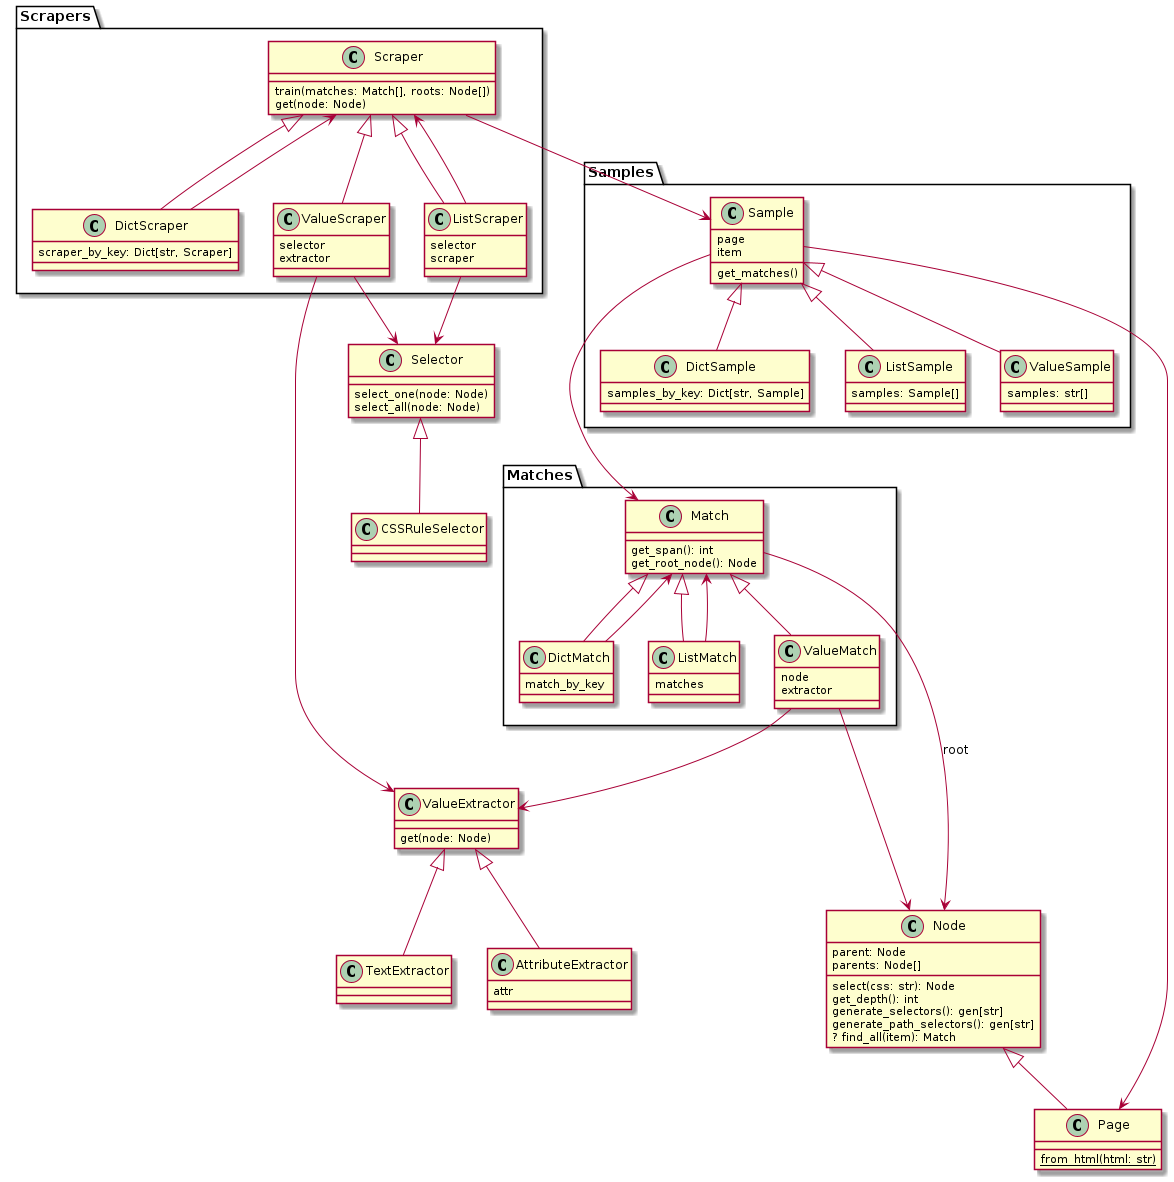 Scrapers
C Scraper
train(matches: Match[], roots: Node[])
get(node: Node)
C DictScraper
scraper_by_key: Dict[str, Scraper]
C ValueScraper
selector
extractor
C ListScraper
selector
scraper
Samples
C Sample
page
item
get_matches()
C DictSample
samples_by_key: Dict[str, Sample]
C ListSample
samples: Sample[]
C ValueSample
samples: str[]
C Selector
select_one(node: Node)
select_all(node: Node)
C CSSRuleSelector
Matches
C Match
get_span(): int
get_root_node(): Node
C DictMatch
match_by_key
C ListMatch
matches
C ValueMatch
node
extractor
root
C ValueExtractor
get(node: Node)
C TextExtractor
C AttributeExtractor
attr
C Node
parent: Node
parents: Node[]
select(css: str): Node
get_depth(): int
generate_selectors(): gen[str]
generate_path_selectors(): gen[str]
? find_all(item): Match
C Page
from_html(html: str)